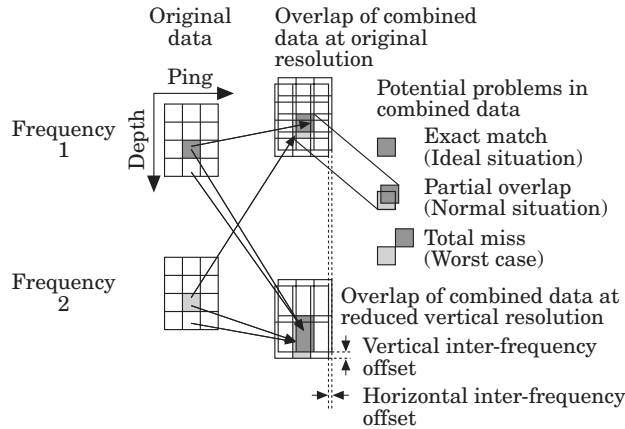 Original
data
Overlap of combined
data at original
resolution
Ping
Depth
Frequency
1
Potential problems in
combined data
Exact match
(Ideal situation)
Partial overlap
(Normal situation)
Total miss
(Worst case)
Frequency
2
Overlap of combined data at
reduced vertical resolution
Vertical inter-frequency
offset
Horizontal inter-frequency
offset